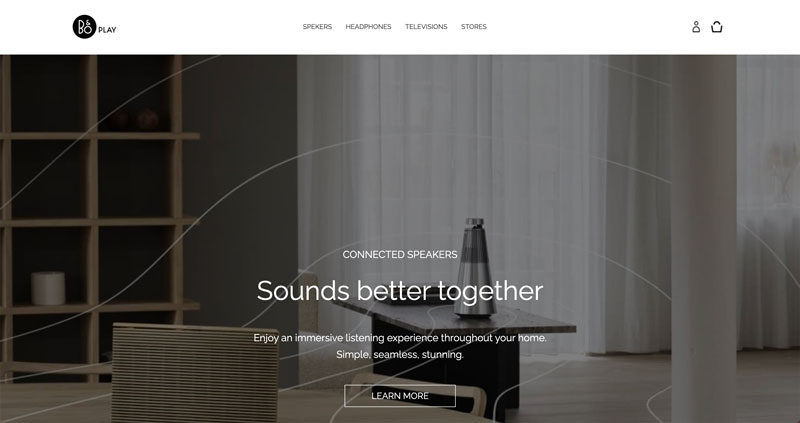 B&O PLAY
SPEKERS HEADPHONES TELEVISIONS STORES
CONNECTED SPEAKERS
Sounds better together
Enjoy an immersive listening experience throughout your home.
Simple, seamless, stunning.
LEARN MORE